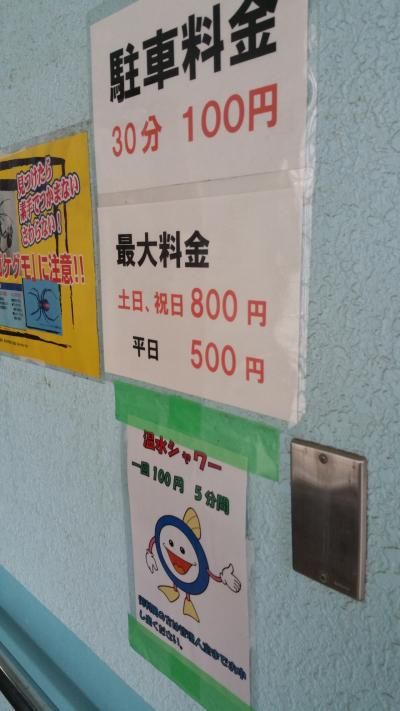 駐車料金
30分 100円
最大料金
土日、祝日800円
平日 500円
見つけたら
素手でつかまない
さわらない!
ゴケグモ」に注意!!
温水シャワー
一回100円 5分間